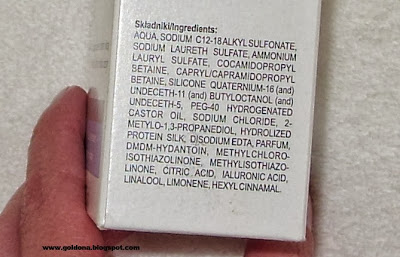 Składniki/Ingredients:
AQUA, SODIUM C12-18 ALKYL SULFONATE,
SODIUM LAURETH SULFATE, AMMONIUM
LAURYL SULFATE, COCAMIDOPROPYL
BETAINE, CAPRYL/CAPRAMIDOPROPYL
BETAINE, SILICONE QUATERNIUM-16 (and)
UNDECETH-11 (and) BUTYLOCTANOL (and)
UNDECETH-5, PEG-40 HYDROGENATED
CASTOR OIL, SODIUM CHLORIDE, 2-
METYLO-1,3-PROPANEDIOL, HYDROLIZED
PROTEIN SILK, DISODIUM EDTA, PARFUM,
DMDM-HYDANTOIN, METHYLCHLORO-
ISOTHIAZOLINONE, METHYLISOTHIAZO-
LINONE, CITRIC ACID, IALURONIC ACID,
LINALOOL, LIMONENE, HEXYL CINNAMAL.
www.goldona.blogspot.com